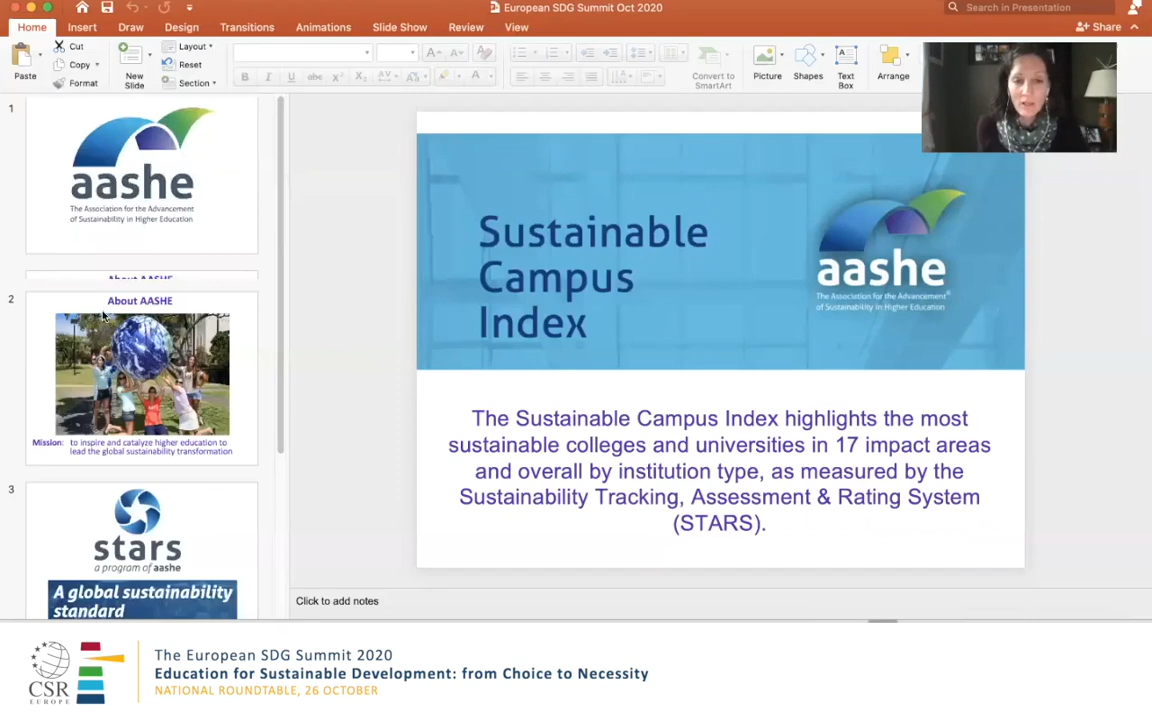 European SDG Summit Oct 2020
Search in Presentation
Home Insert Draw Design Transitions Animations Slide Show Review View
Share
Paste
Cut
Copy
Format
New
Slide
Layout
Reset
Section
B I U abc X² X₂ AV Aa A
Convert to
SmartArt
Picture
Shapes
Text
Box
Arrange
1
aashe
The Association for the Advancement
of Sustainability in Higher Education
About AASHE
2
About AASHE
Mission: to inspire and catalyze higher education to
lead the global sustainability transformation
3
stars
a program of aashe
A global sustainability
standard
Sustainable
Campus
Index
aashe
The Association for the Advancement®
of Sustainability in Higher Education
The Sustainable Campus Index highlights the most
sustainable colleges and universities in 17 impact areas
and overall by institution type, as measured by the
Sustainability Tracking, Assessment & Rating System
(STARS).
Click to add notes
CSR
EUROPE
The European SDG Summit 2020
Education for Sustainable Development: from Choice to Necessity
NATIONAL ROUNDTABLE, 26 OCTOBER